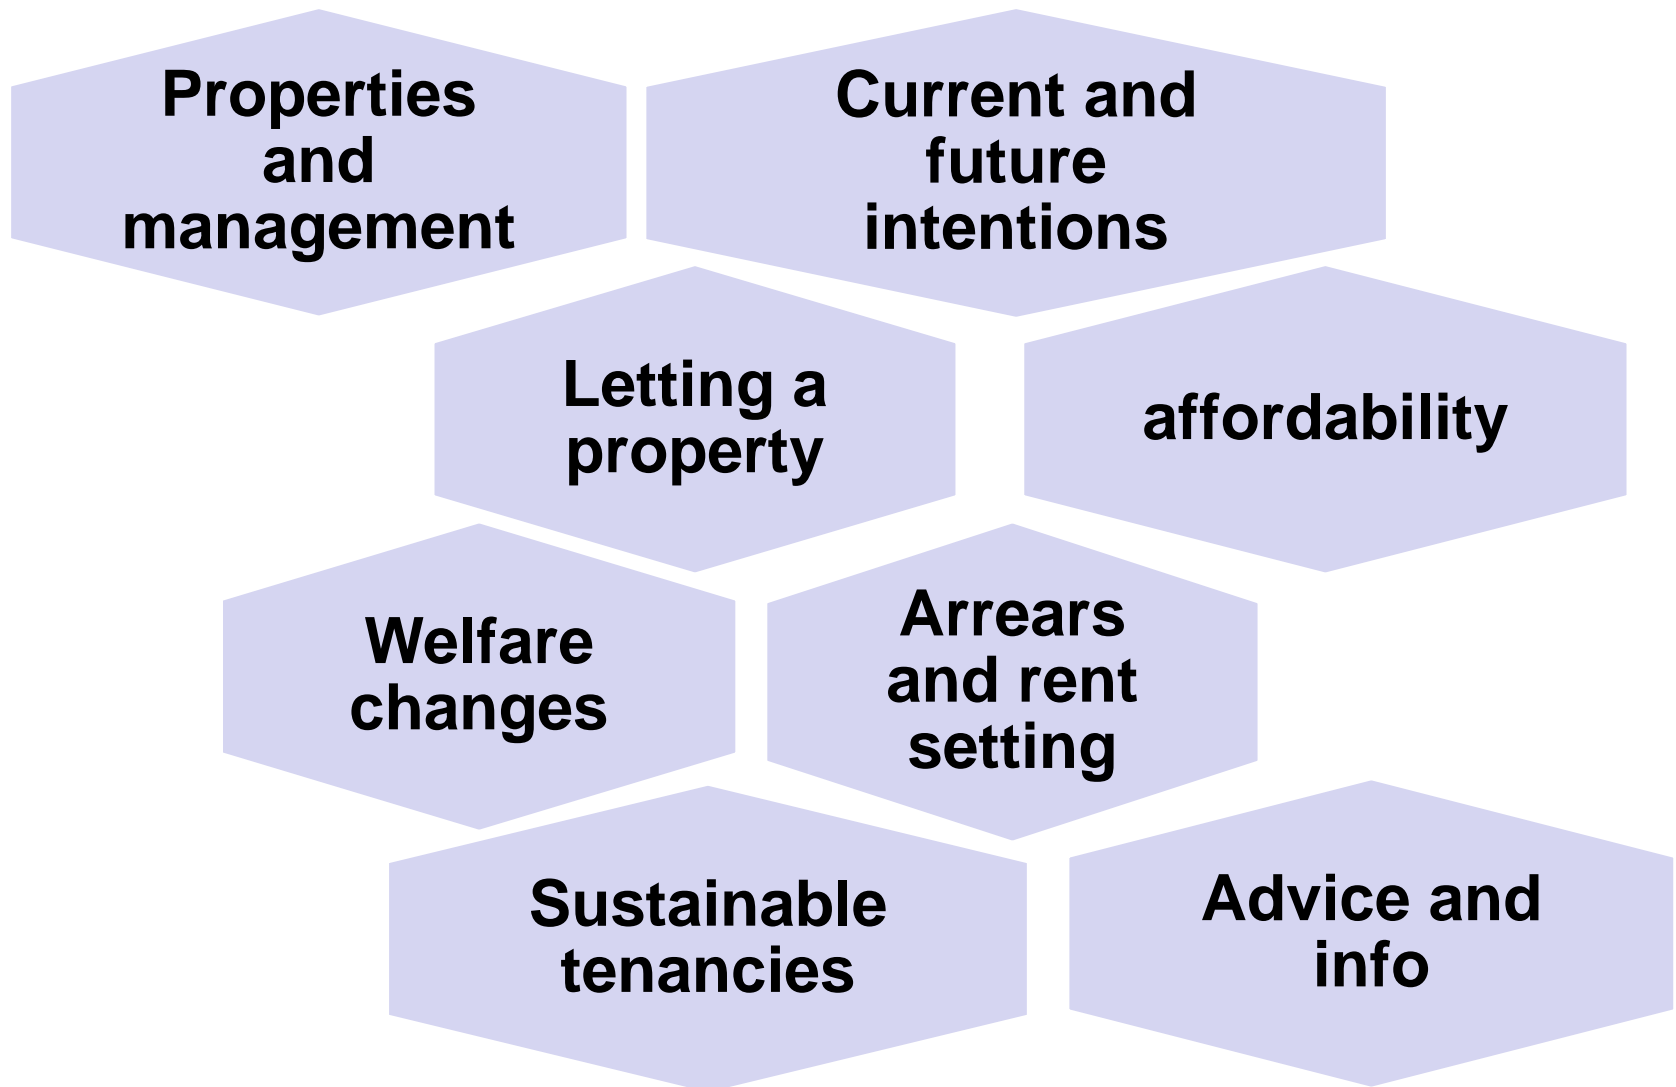 Properties
and
management
Current and
future
intentions
Letting a
property
affordability
Welfare
changes
Arrears
and rent
setting
Sustainable
tenancies
Advice and
info